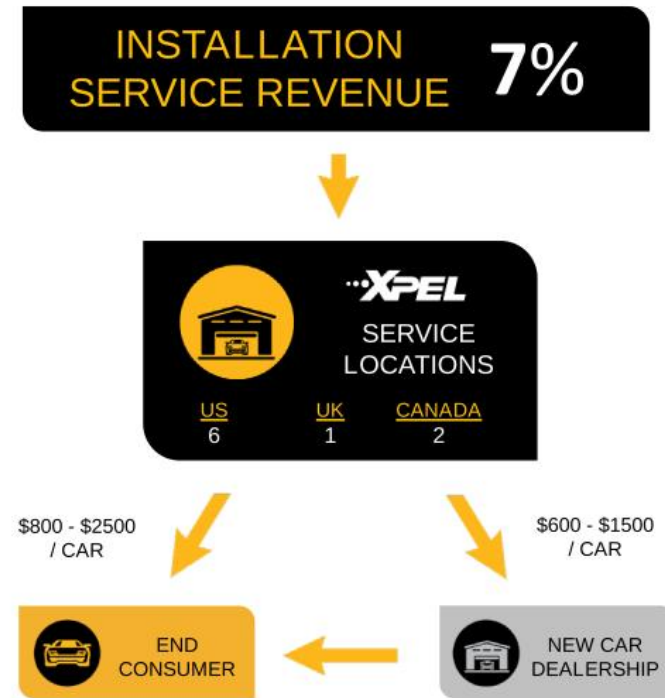 INSTALLATION
SERVICE REVENUE
7%
XPEL
SERVICE
LOCATIONS
US UK CANADA
6 1 2
$800 - $2500
/ CAR
$600 - $1500
/ CAR
END
CONSUMER
NEW CAR
DEALERSHIP